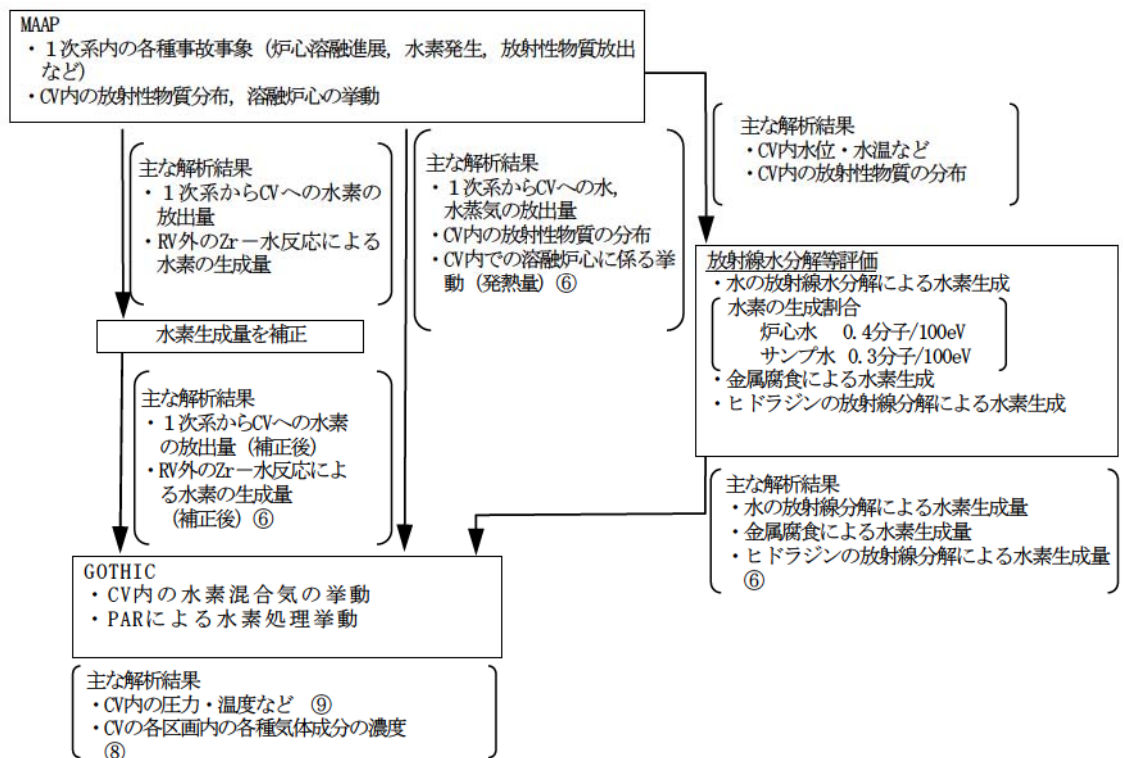 MAAP
・１次系内の各種事故事象（炉心溶融進展，水素発生，放射性物質放出
など）
・CV内の放射性物質分布，溶融炉心の挙動
主な解析結果
・１次系からCVへの水素の
放出量
・RV外のZr－水反応による
水素の生成量
主な解析結果
・１次系からCVへの水，
水蒸気の放出量
・CV内の放射性物質の分布
・CV内での溶融炉心に係る挙
動（発熱量）⑥
主な解析結果
・CV内水位・水温など
・CV内の放射性物質の分布
水素生成量を補正
放射線水分解等評価
・水の放射線水分解による水素生成
水素の生成割合
炉心水　0.4分子/100eV
サンプ水　0.3分子/100eV
・金属腐食による水素生成
・ヒドラジンの放射線分解による水素生成
主な解析結果
・１次系からCVへの水素
の放出量（補正後）
・RV外のZr－水反応によ
る水素の生成量
（補正後）⑥
主な解析結果
・水の放射線分解による水素生成量
・金属腐食による水素生成量
・ヒドラジンの放射線分解による水素生成量
⑥
GOTHIC
・CV内の水素混合気の挙動
・PARによる水素処理挙動
主な解析結果
・CV内の圧力・温度など　⑨
・CVの各区画内の各種気体成分の濃度
⑧